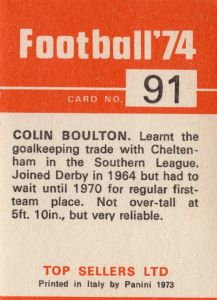 Football'74
CARD NO. 91
COLIN BOULTON. Learnt the
goalkeeping trade with Chelten-
ham in the Southern League.
Joined Derby in 1964 but had to
wait until 1970 for regular first-
team place. Not over-tall at
5ft. 10in., but very reliable.
TOP SELLERS LTD
Printed in Italy by Panini 1973